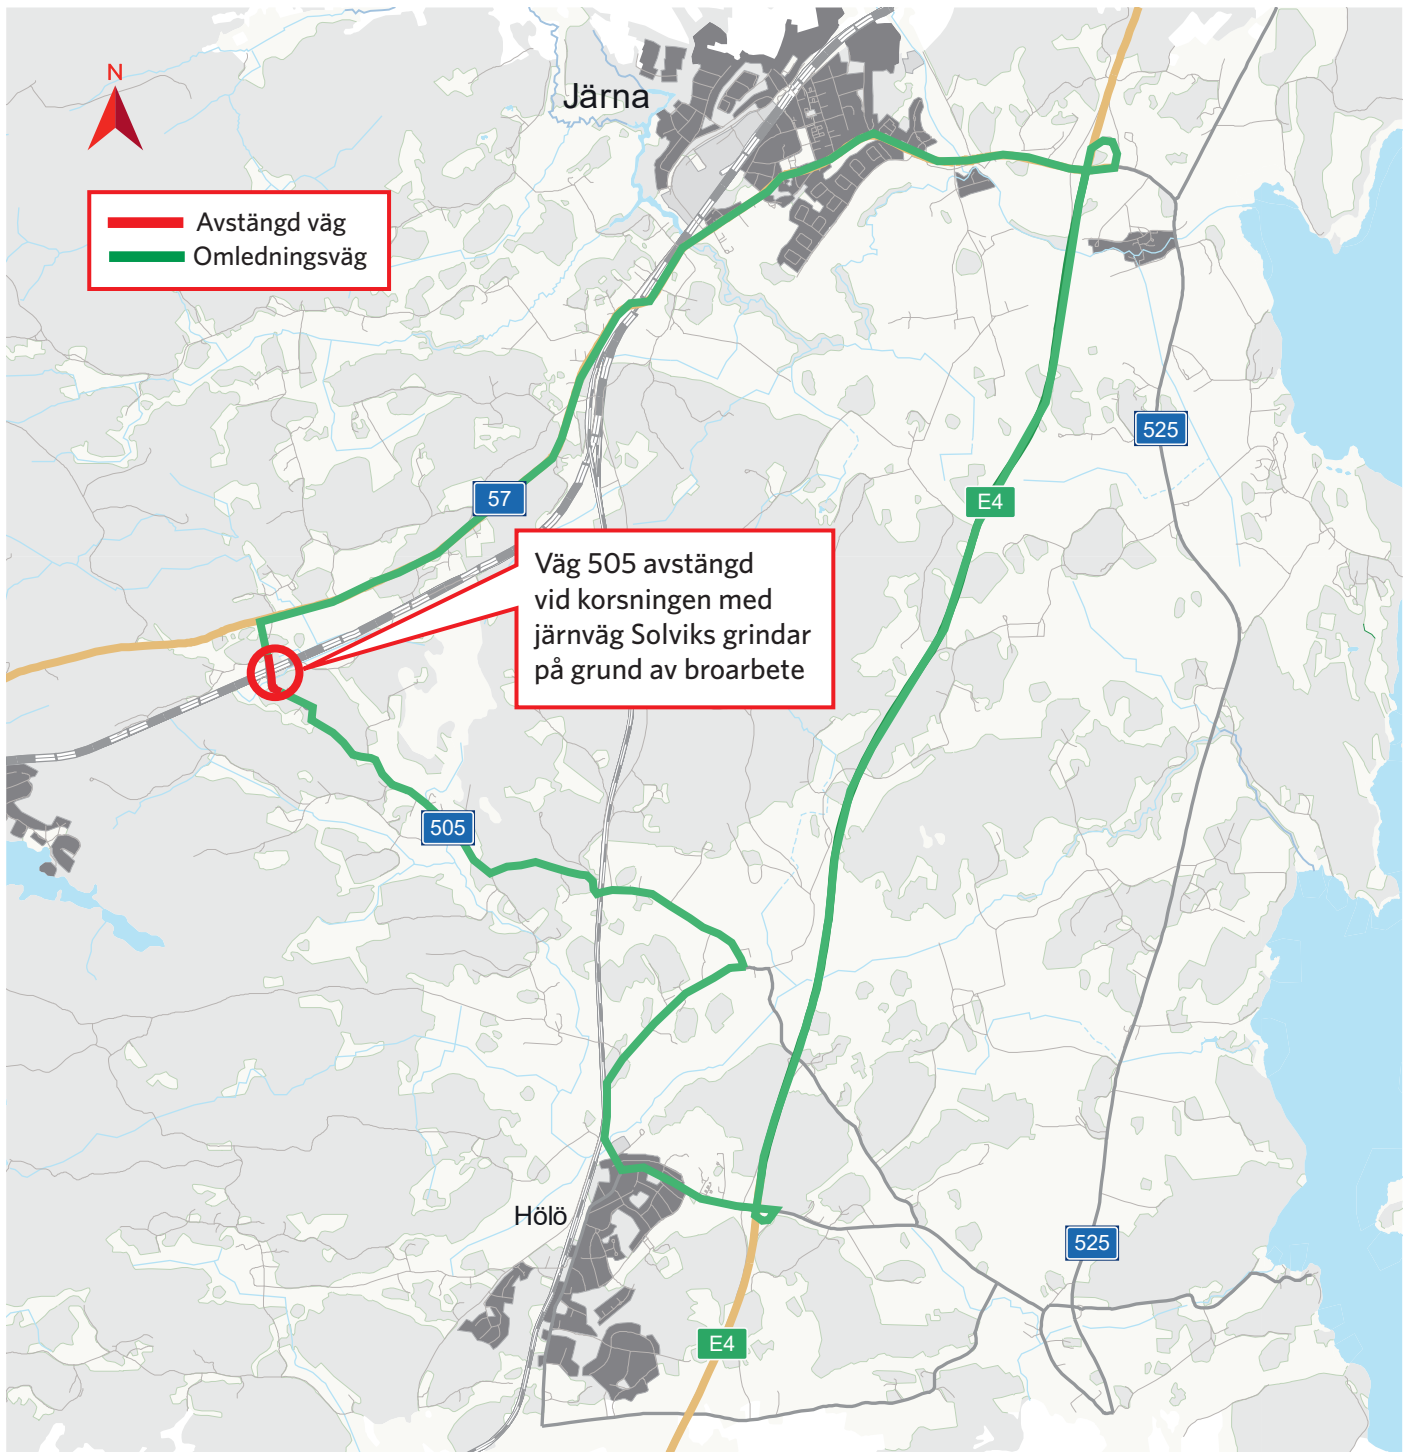 N
Järna
Avstängd väg
Omledningsväg
525
57
E4
Väg 505 avstängd
vid korsningen med
järnväg Solviks grindar
på grund av broarbete
505
Hölö
525
E4